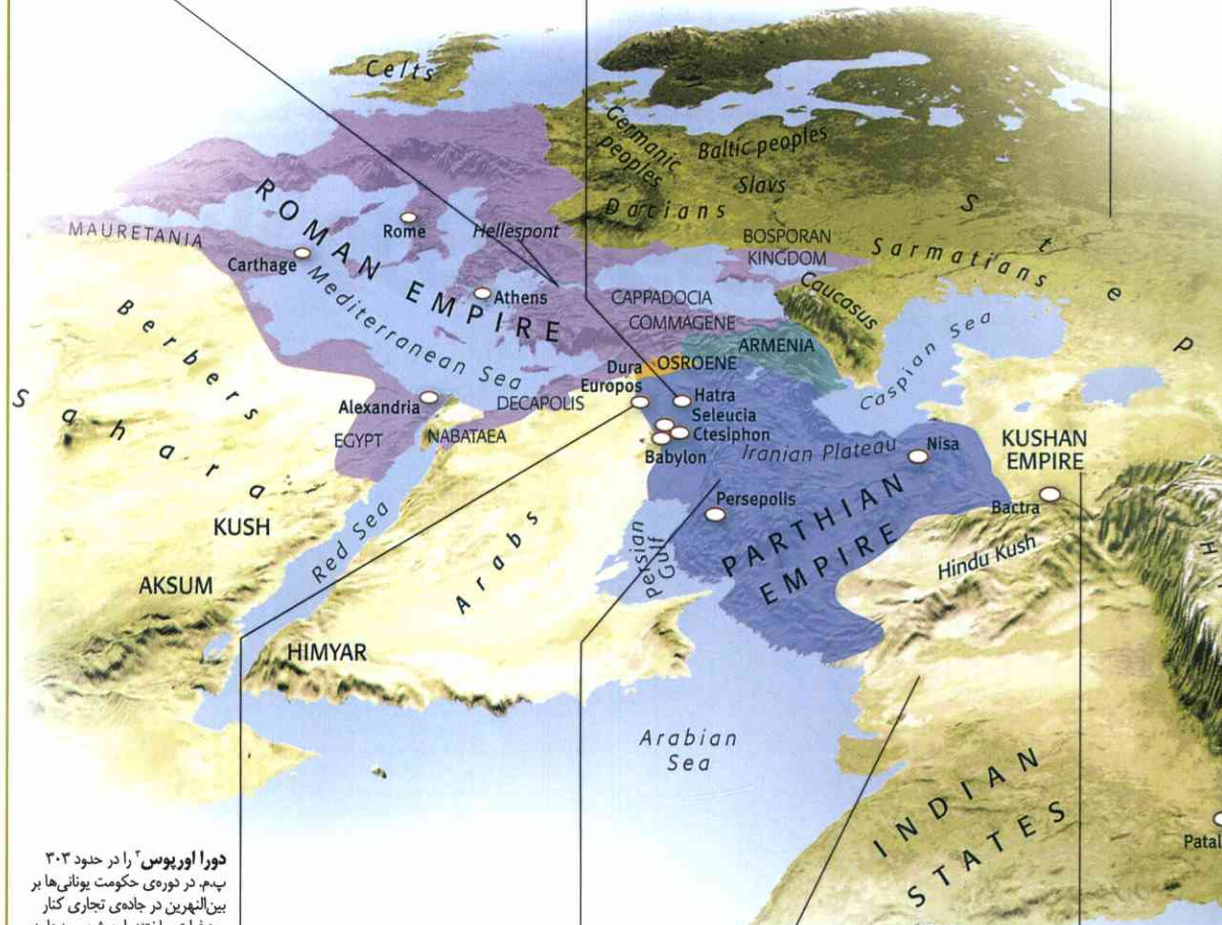 Celts
Germanic
peoples
Baltic peoples
Slavs
Dacians
S t e p
ROMAN EMPIRE
Rome
Hellespont
MAURETANIA
Carthage
Mediterranean Sea
Athens
BOSPORAN
KINGDOM
Sarmatians
Caucasus
CAPPADOCIA
COMMAGENE
ARMENIA
Caspian Sea
Berbers
Sahara
Dura
Europos
OSROENE
Hatra
Seleucia
Ctesiphon
Babylon
Alexandria
DECAPOLIS
EGYPT
NABATAEA
Iranian Plateau
Nisa
KUSHAN
EMPIRE
Bactra
Persepolis
PARTHIAN
EMPIRE
Hindu Kush
H
KUSH
Red Sea
Arabs
Persian
Gulf
AKSUM
HIMYAR
Arabian
Sea
INDIAN
STATES
Patal
دورا اورپوس۳ را در حدود ۳۰۳
پ.م. در دوره‌ی حکومت یونانی‌ها بر
بین‌النهرین در جاده‌ی تجاری کنار